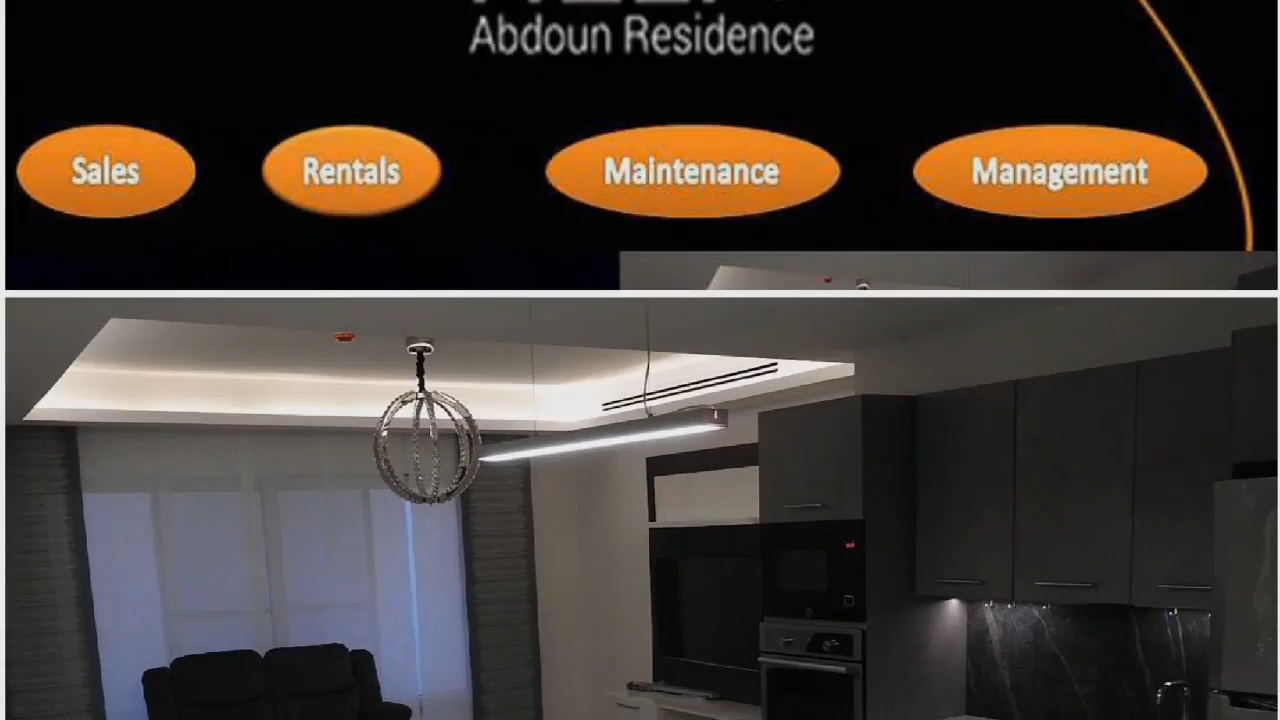 Abdoun Residence
Sales
Rentals
Maintenance
Management